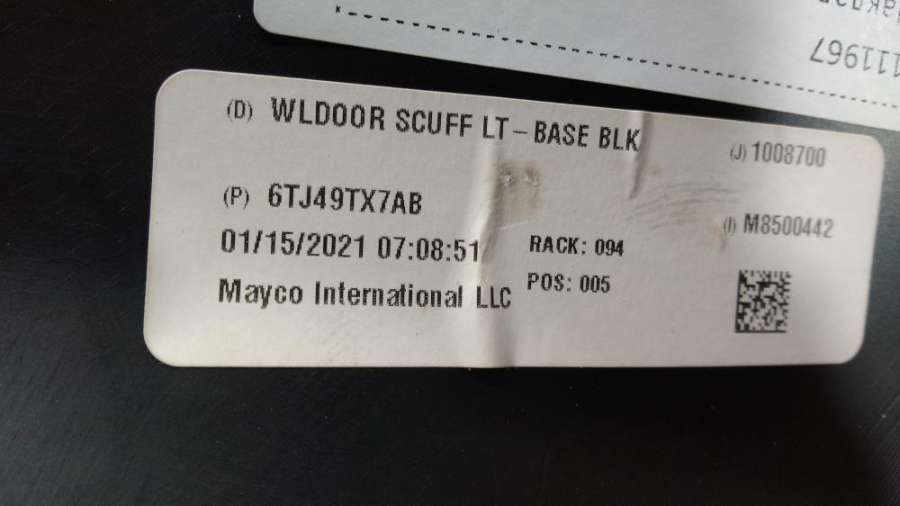 111967
(D) WLDOOR SCUFF LT-BASE BLK
(J) 1008700
(P) 6TJ49TX7AB
(I) M8500442
01/15/2021 07:08:51
RACK: 094
Mayco International LLC
POS: 005